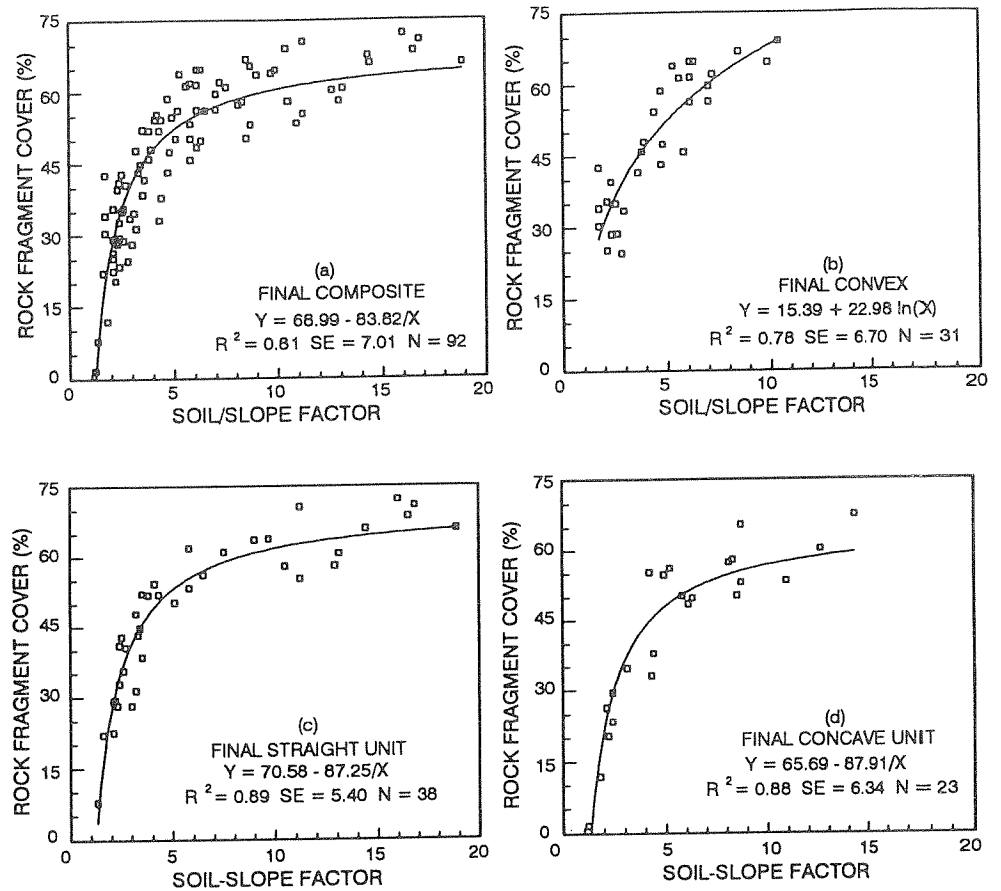 75
60
45
30
15
0
ROCK FRAGMENT COVER (%)
(a)
FINAL COMPOSITE
Y = 68.99 - 83.82/X
R 2 = 0.81 SE = 7.01 N = 92
0 5 10 15 20
SOIL/SLOPE FACTOR
75
60
45
30
15
0
ROCK FRAGMENT COVER (%)
(b)
FINAL CONVEX
Y = 15.39 + 22.98 ln(X)
R 2 = 0.78 SE = 6.70 N = 31
0 5 10 15 20
SOIL/SLOPE FACTOR
75
60
45
30
15
0
ROCK FRAGMENT COVER (%)
(c)
FINAL STRAIGHT UNIT
Y = 70.58 - 87.25/X
R 2 = 0.89 SE = 5.40 N = 38
0 5 10 15 20
SOIL-SLOPE FACTOR
75
60
45
30
15
0
ROCK FRAGMENT COVER (%)
(d)
FINAL CONCAVE UNIT
Y = 65.69 - 87.91/X
R 2 = 0.88 SE = 6.34 N = 23
0 5 10 15 20
SOIL-SLOPE FACTOR